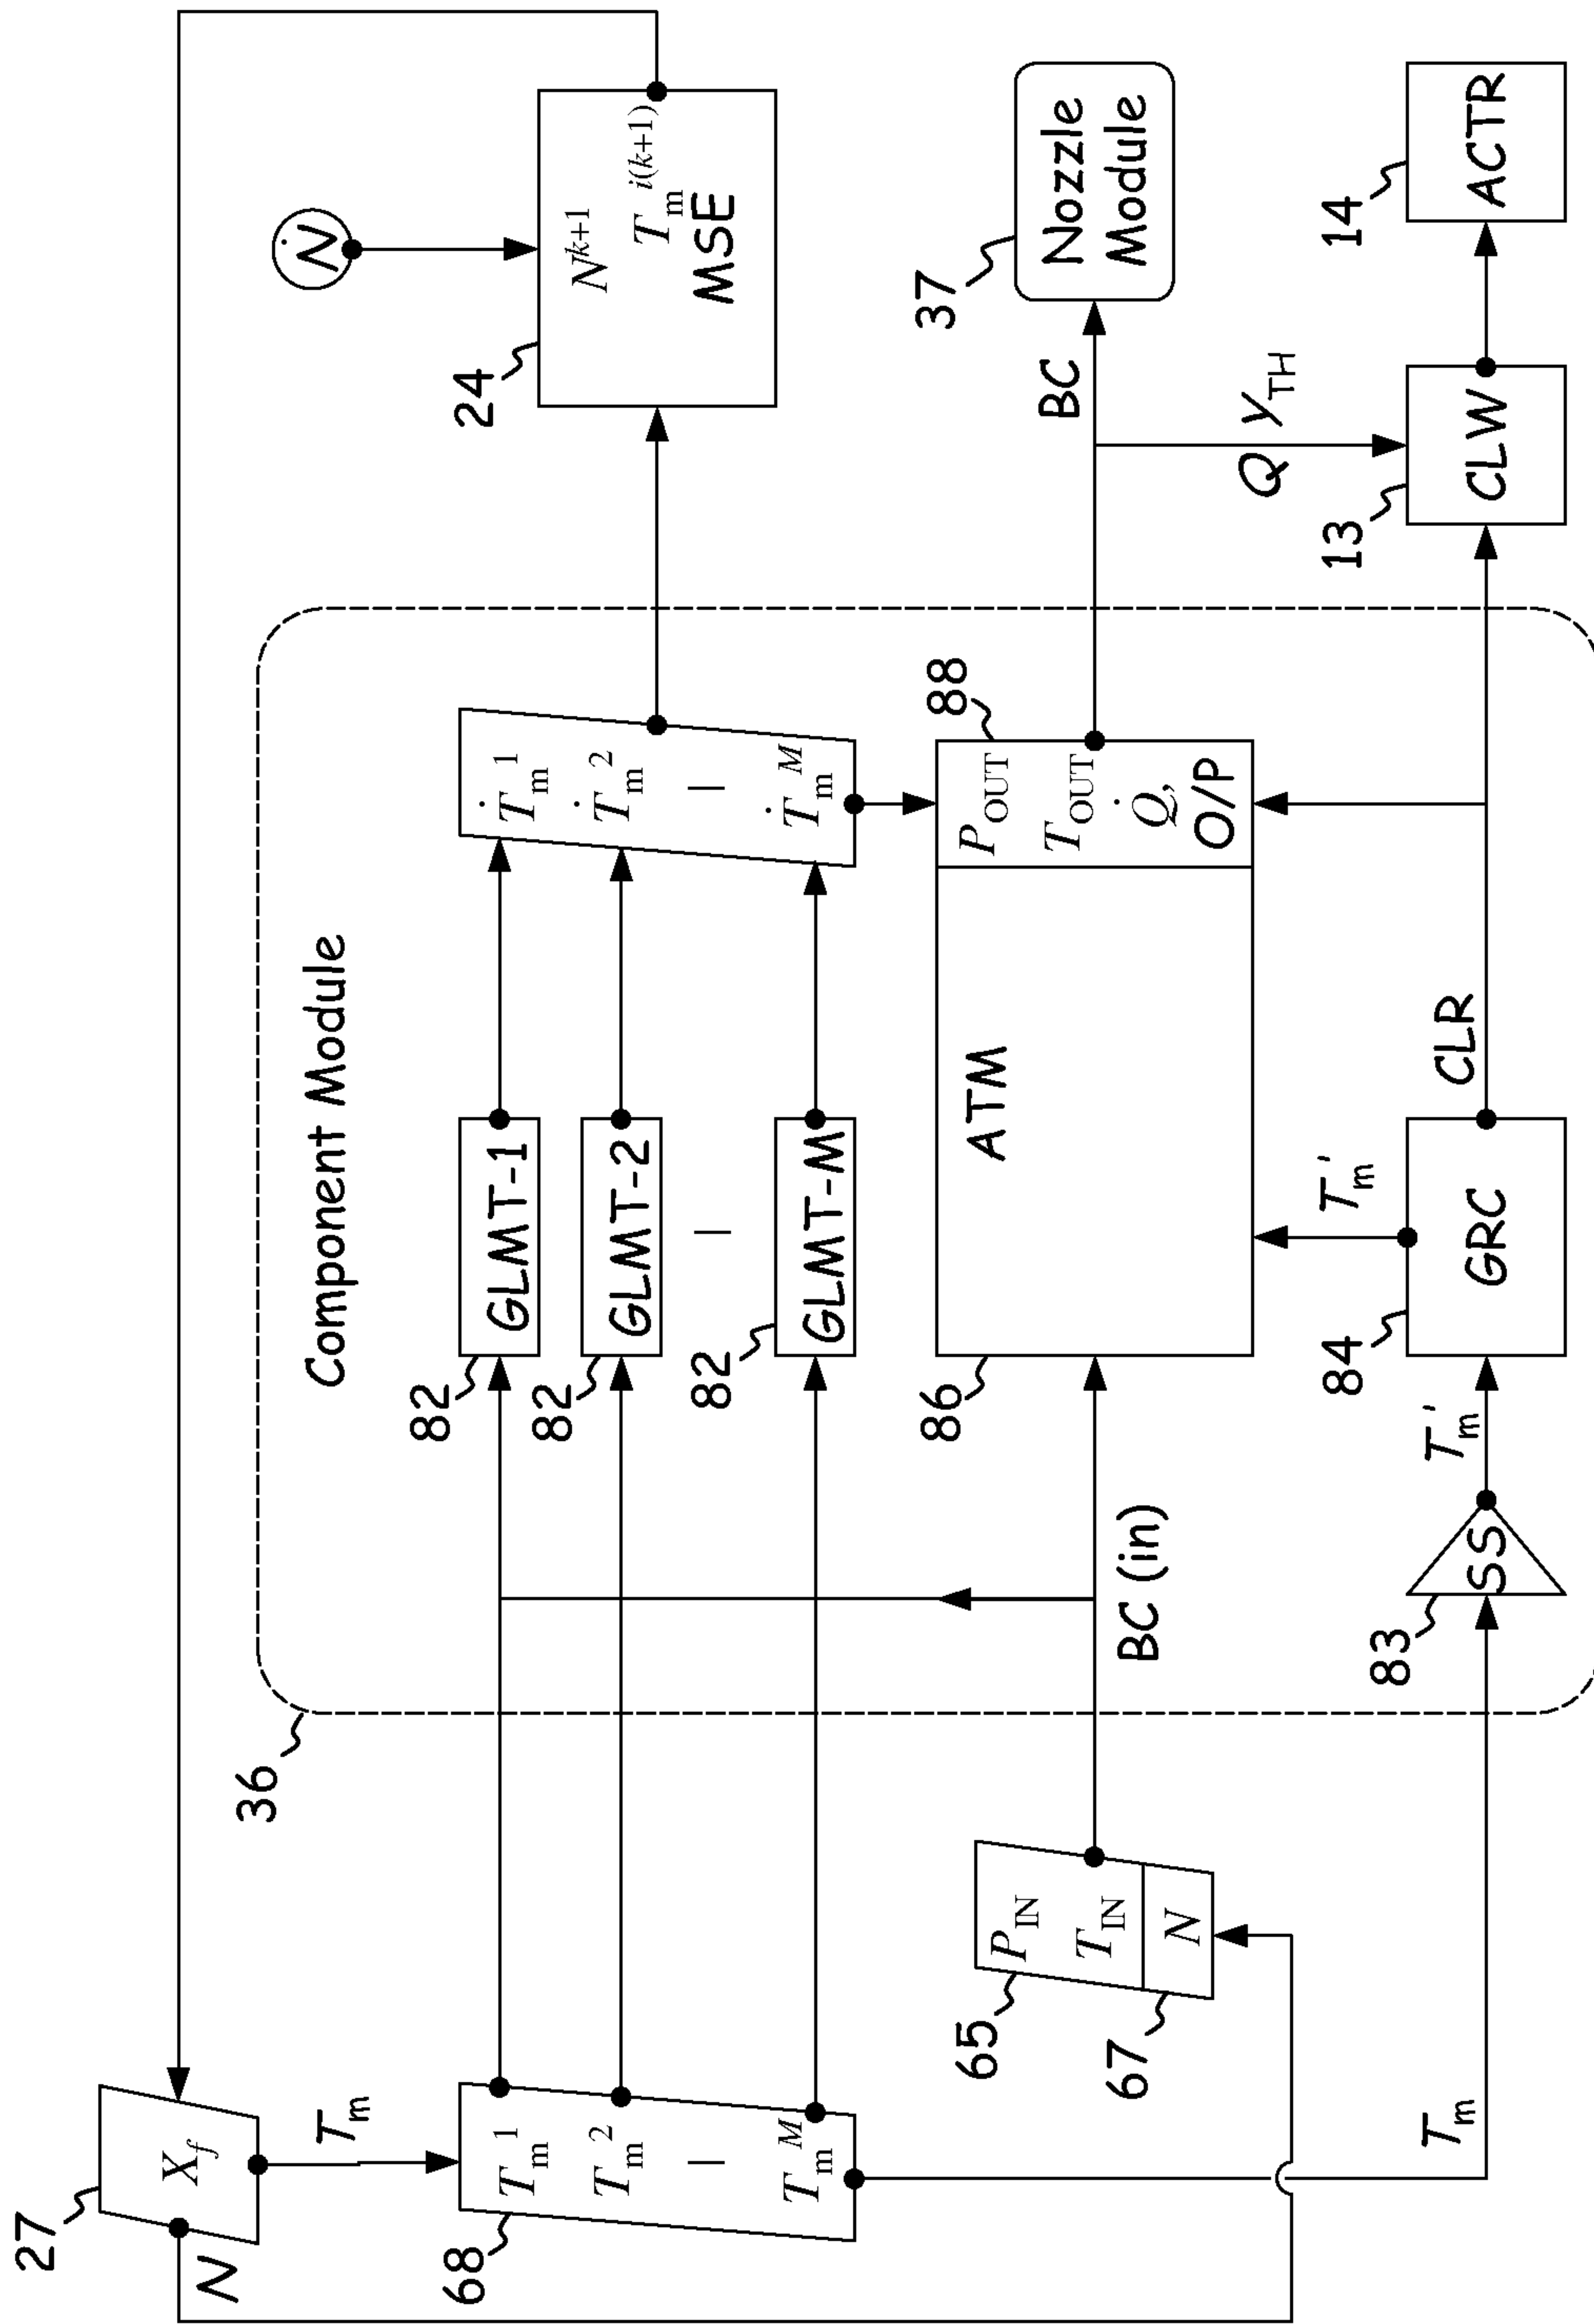 27
X_f
N
T_m
68
T_m^1
T_m^2
|
T_m^M
T_m
65
P_IN
T_IN
67
N
36
Component Module
BC (in)
82
GLMT-1
82
GLMT-2
|
82
GLMT-M
86
ATM
83
SS
T_m'
84
GRC
T_m'
CLR
Ṫ_m^1
Ṫ_m^2
|
Ṫ_m^M
88
P_OUT
T_OUT
Q̇,
O/P
Ṅ
24
N^{k+1}
T_m^{i(k+1)}
MSE
BC
37
Nozzle
Module
Q Y_TH
13
CLW
14
ACTR